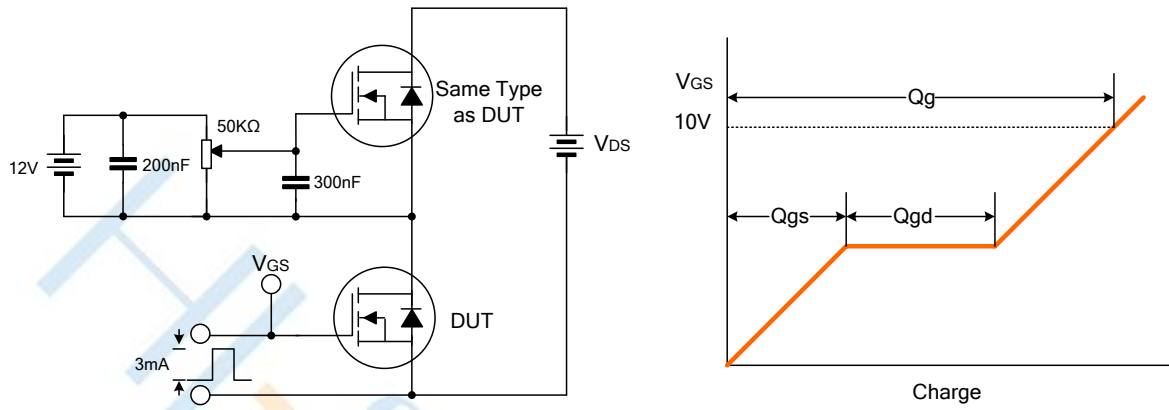 Same Type
as DUT
50KΩ
12V
200nF
300nF
VDS
VGS
DUT
3mA
VGS
10V
Qg
Qgs
Qgd
Charge